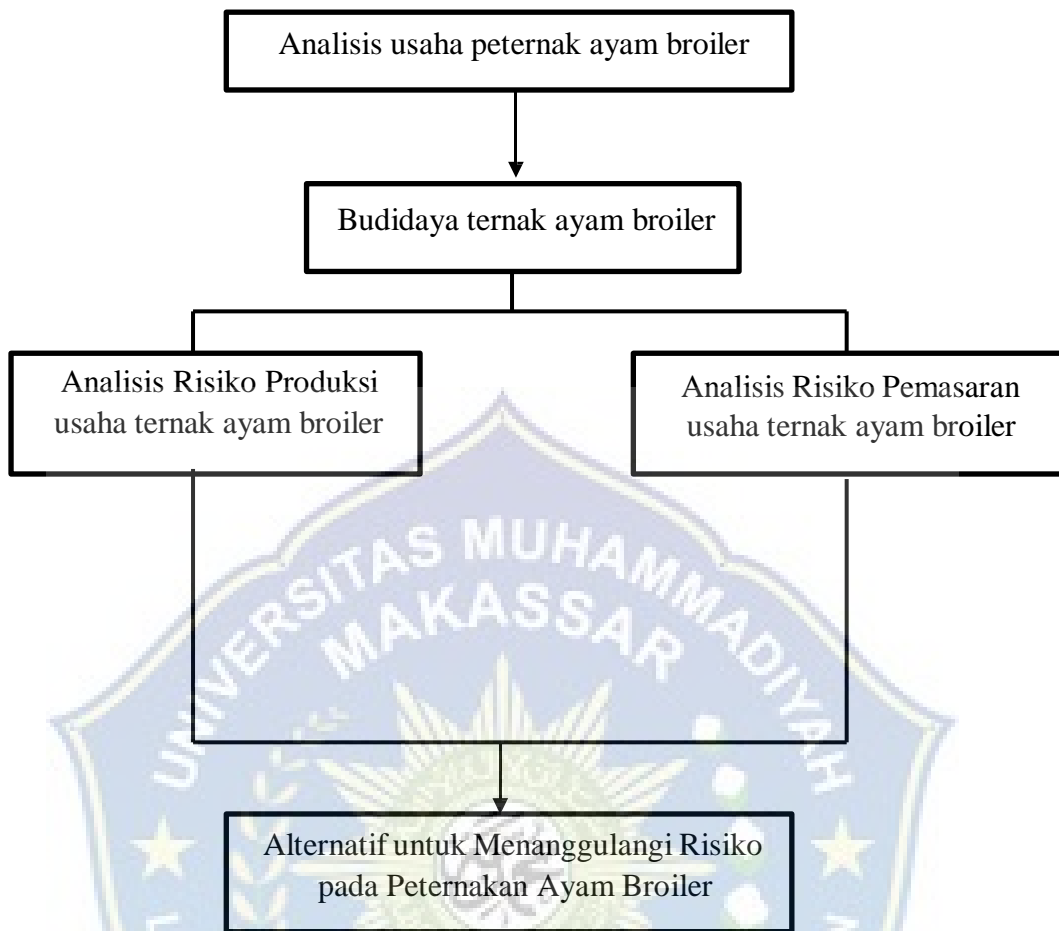 Analisis usaha peternak ayam broiler
Budidaya ternak ayam broiler
Analisis Risiko Produksi
usaha ternak ayam broiler
Analisis Risiko Pemasaran
usaha ternak ayam broiler
UNIVERSITAS MUHAMMADIYAH
MAKASSAR
Alternatif untuk Menanggulangi Risiko
pada Peternakan Ayam Broiler